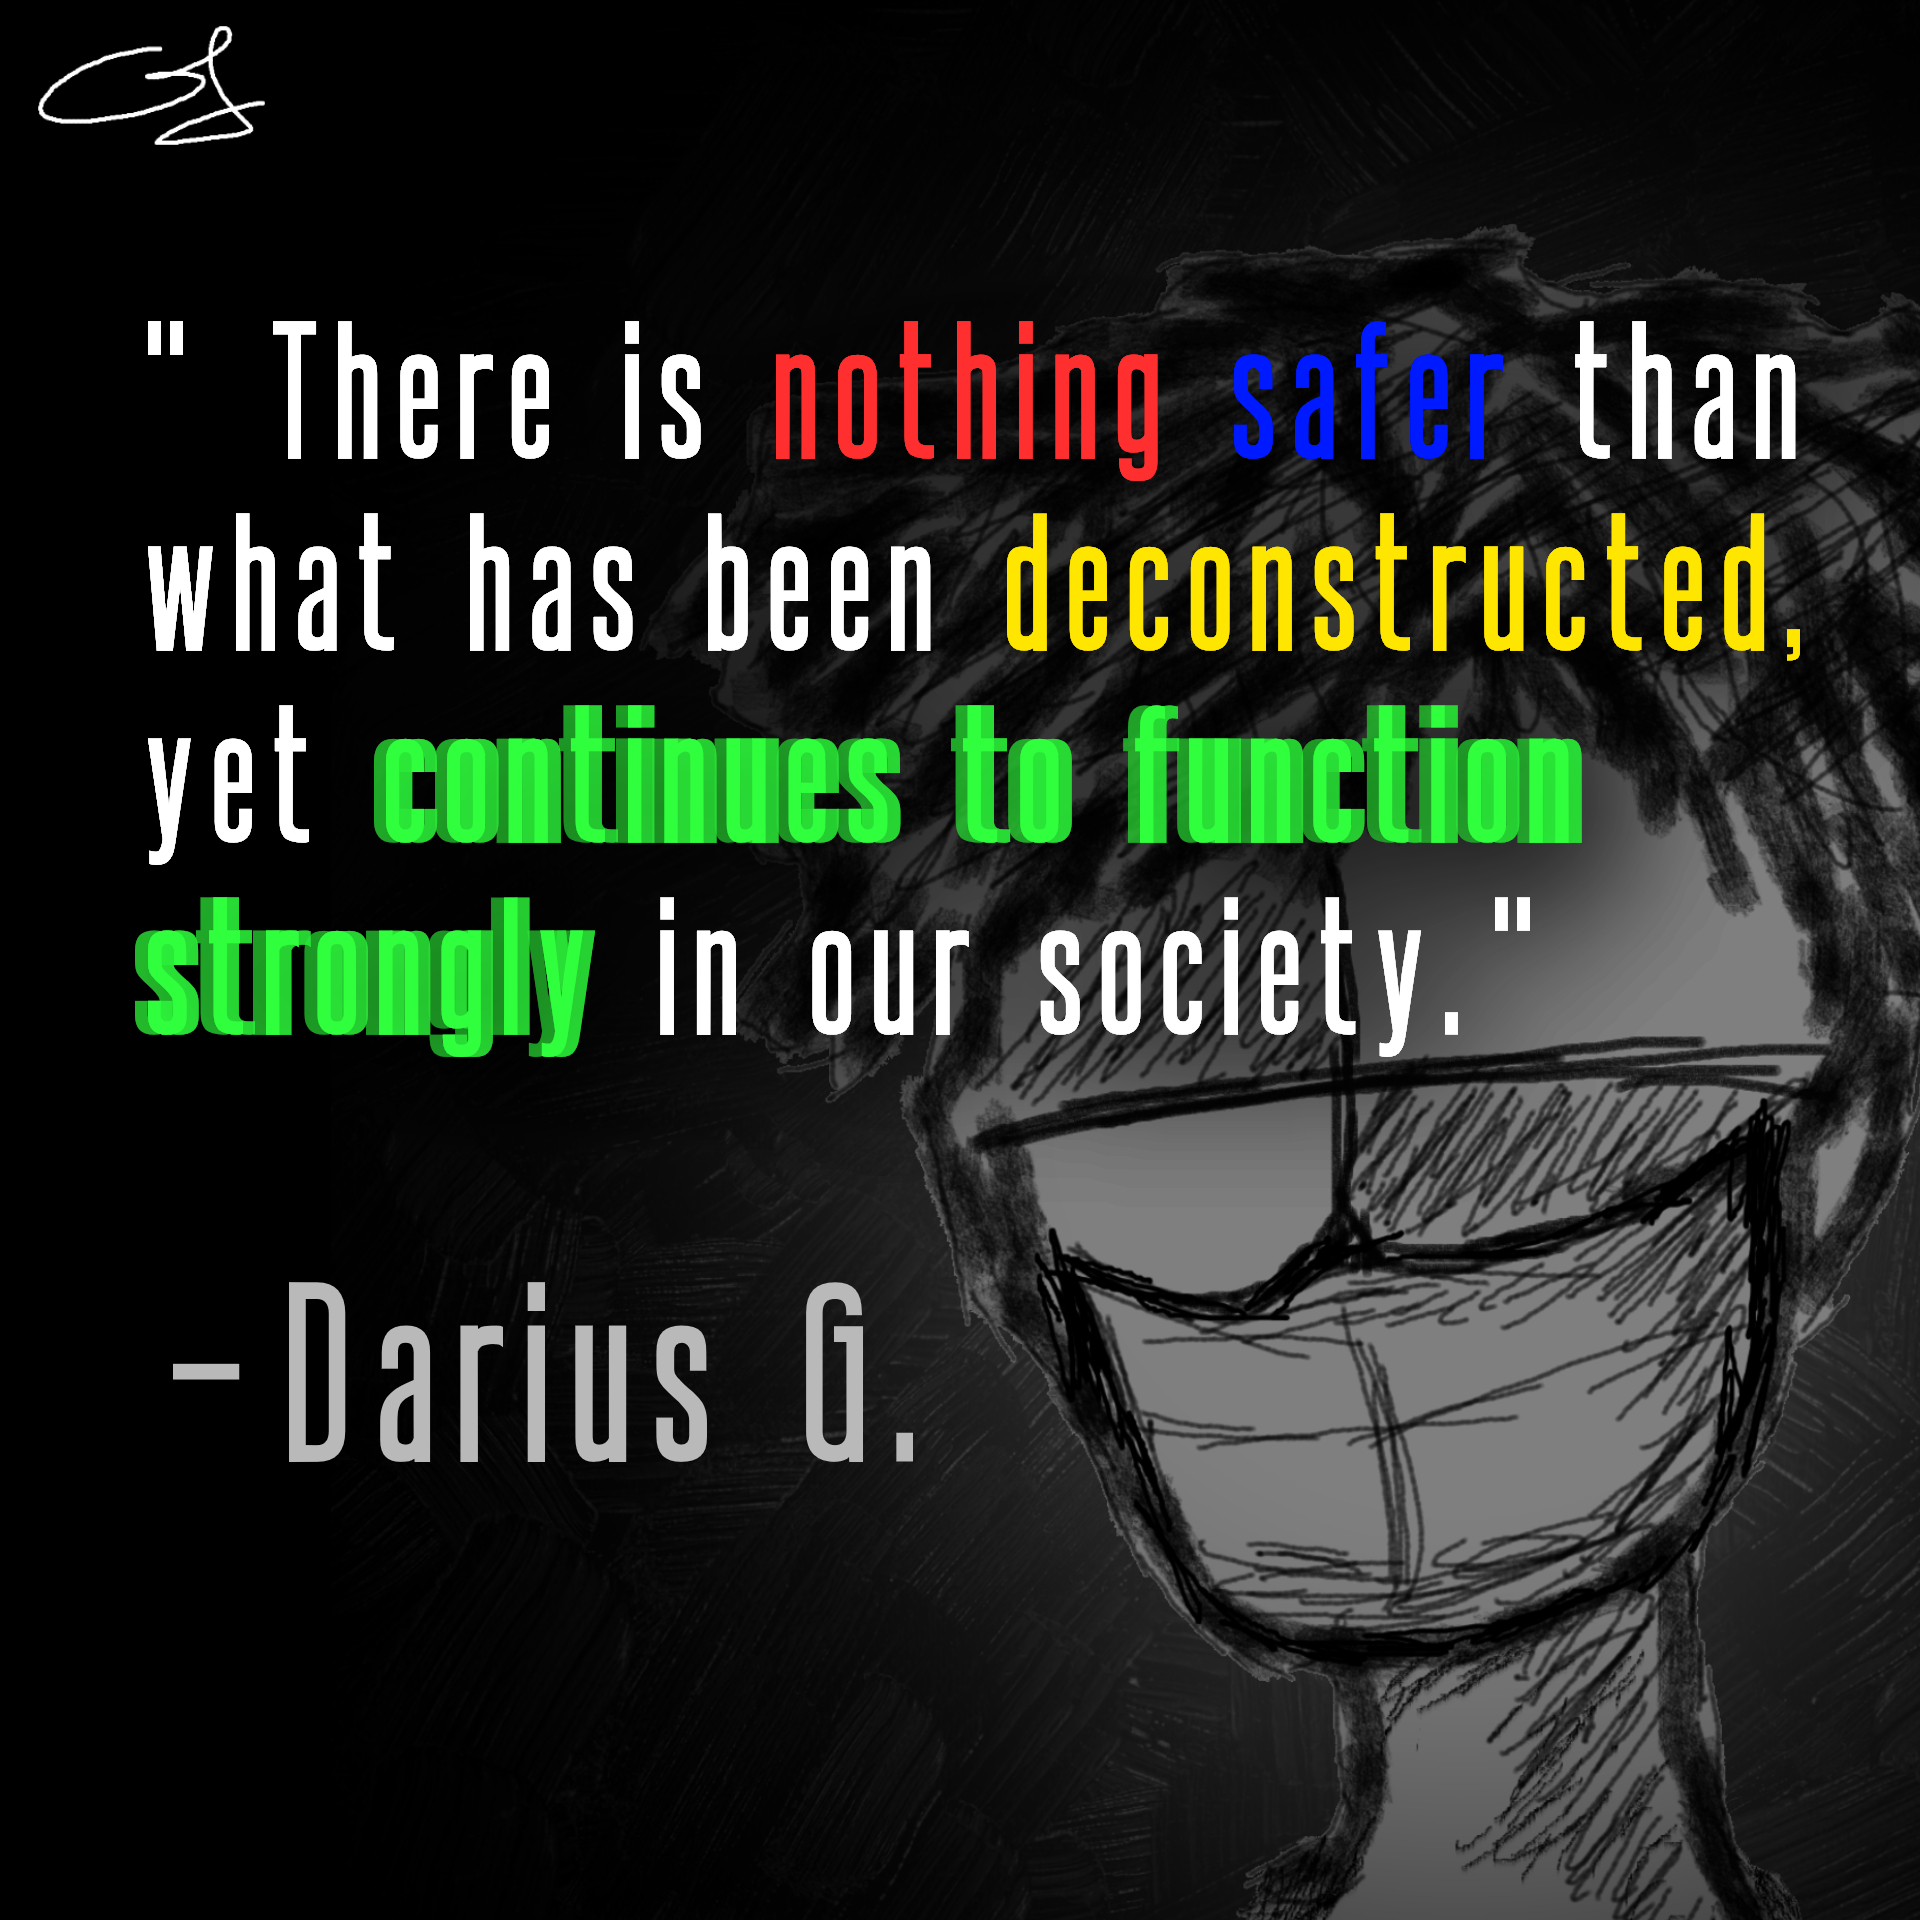 " There is nothing safer than
what has been deconstructed,
yet continues to function
strongly in our society."
-Darius G.